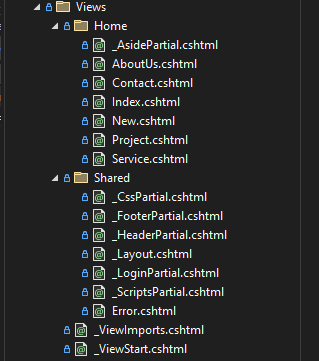 Views
Home
_AsidePartial.cshtml
AboutUs.cshtml
Contact.cshtml
Index.cshtml
New.cshtml
Project.cshtml
Service.cshtml
Shared
_CssPartial.cshtml
_FooterPartial.cshtml
_HeaderPartial.cshtml
_Layout.cshtml
_LoginPartial.cshtml
_ScriptsPartial.cshtml
Error.cshtml
_ViewImports.cshtml
_ViewStart.cshtml